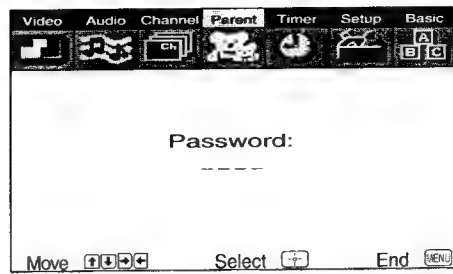 Video Audio Channel Parent Timer Setup Basic
Ch A B C
Password:
----
Move Select End MENU